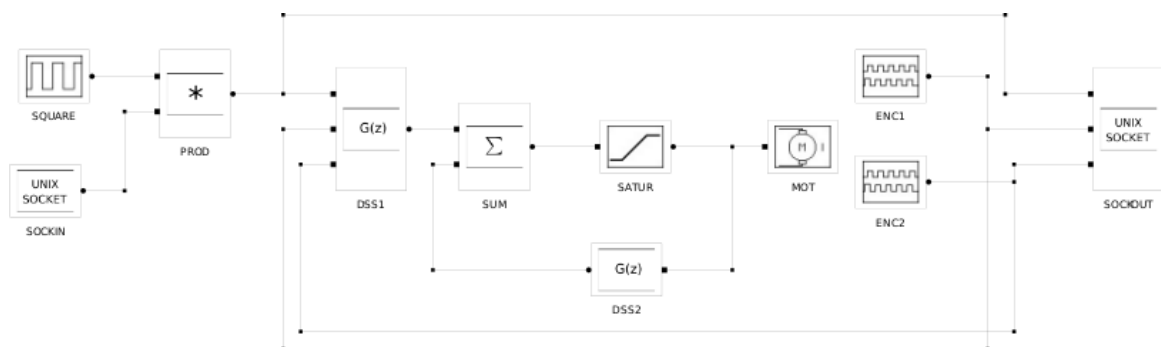 SQUARE
*
PROD
UNIX
SOCKET
SOCKIN
G(z)
DSS1
Σ
SUM
SATUR
M
I
MOT
G(z)
DSS2
ENC1
ENC2
UNIX
SOCKET
SOCKOUT